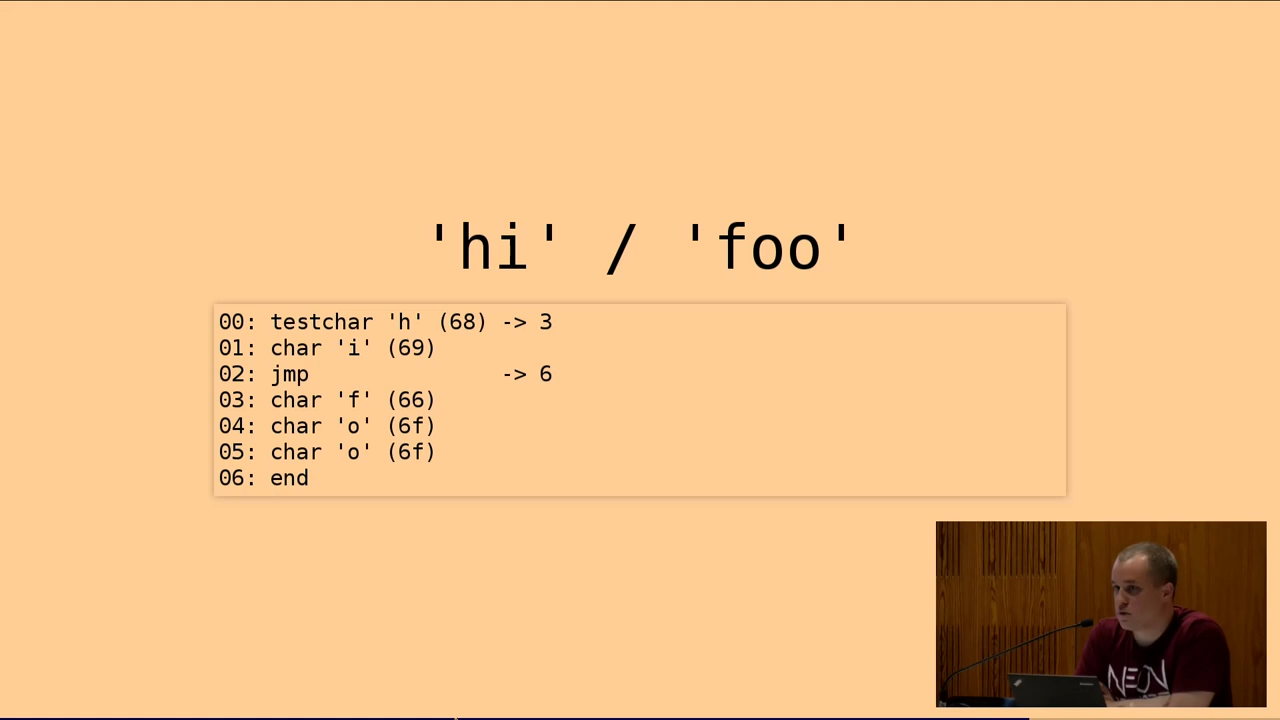 'hi' / 'foo'
00: testchar 'h' (68) -> 3
01: char 'i' (69)
02: jmp               -> 6
03: char 'f' (66)
04: char 'o' (6f)
05: char 'o' (6f)
06: end
NEON